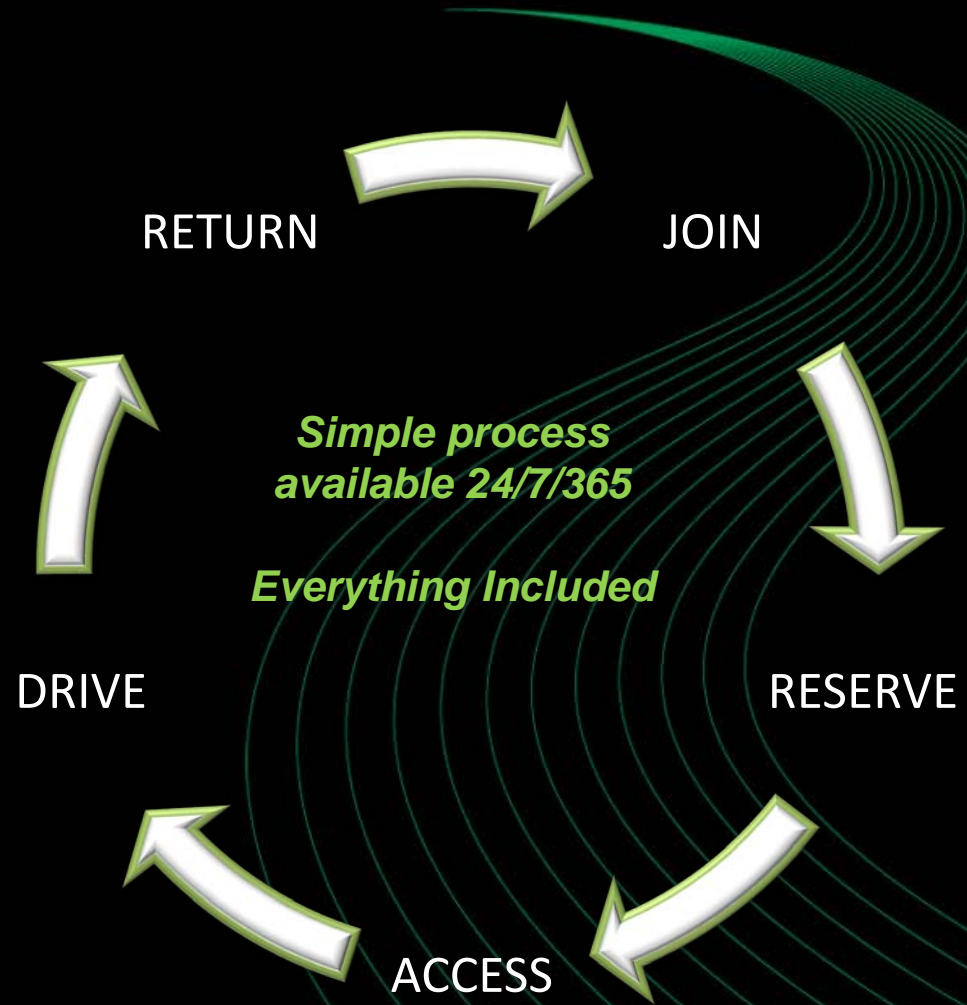 RETURN
JOIN
Simple process
available 24/7/365
Everything Included
DRIVE
RESERVE
ACCESS